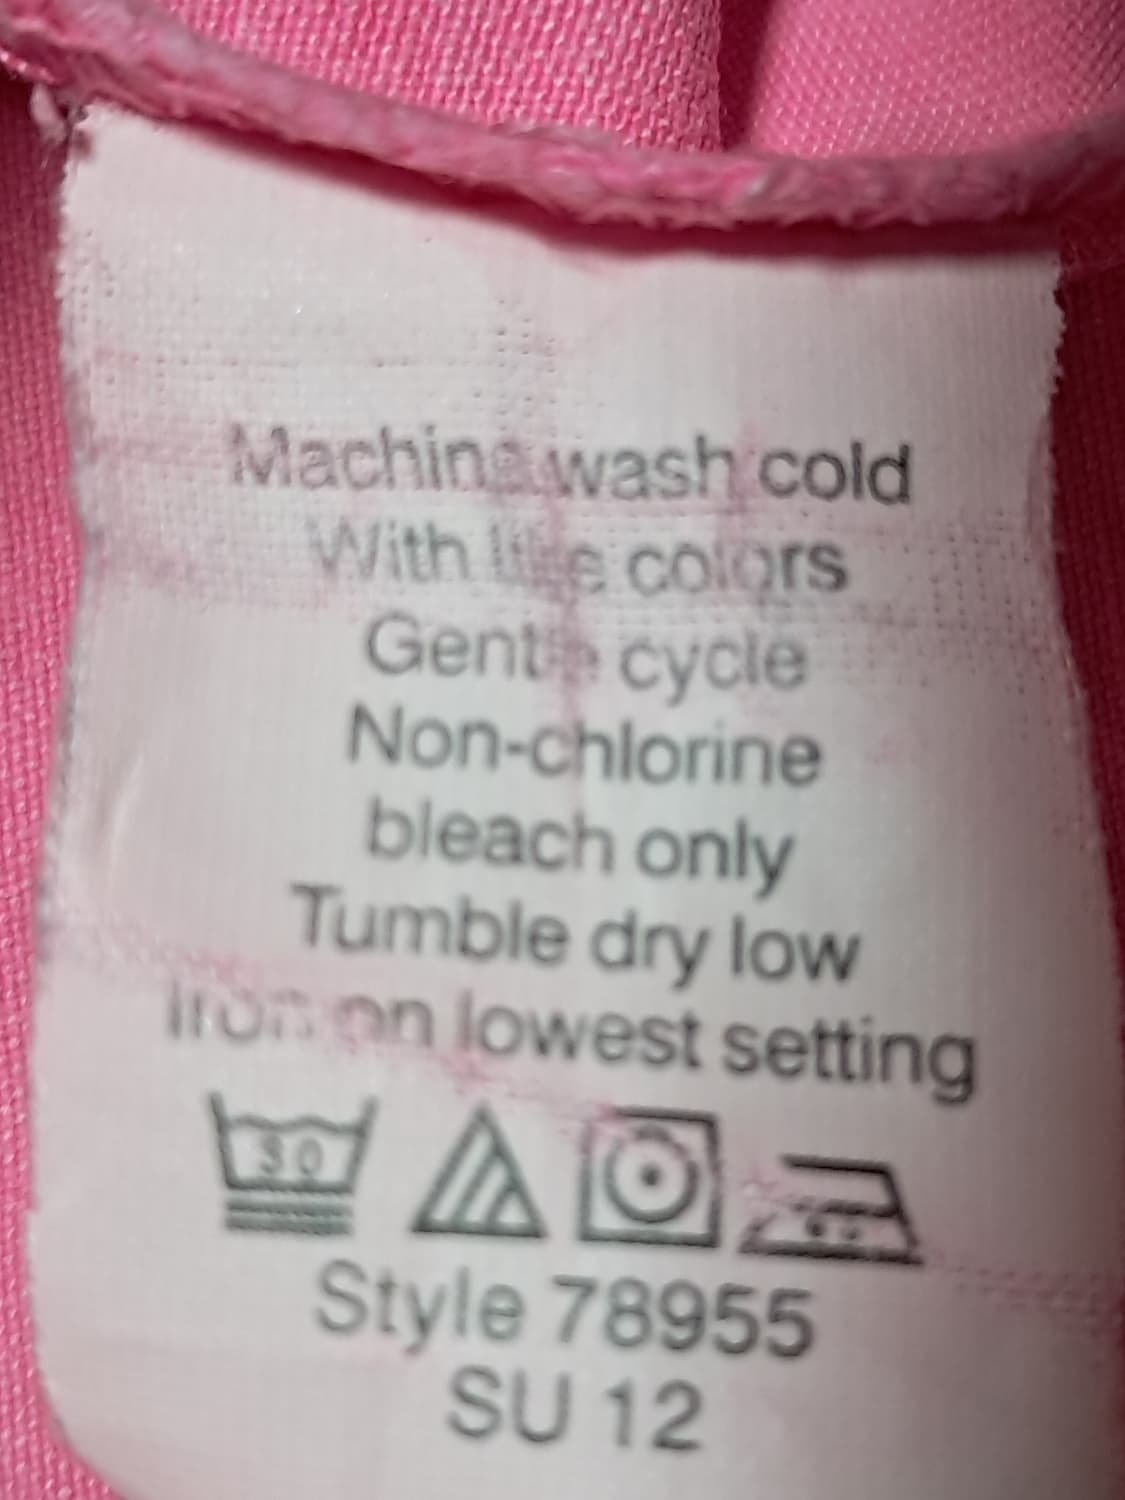 Machine wash cold
With like colors
Gentle cycle
Non-chlorine
bleach only
Tumble dry low
Iron on lowest setting
30
Style 78955
SU 12